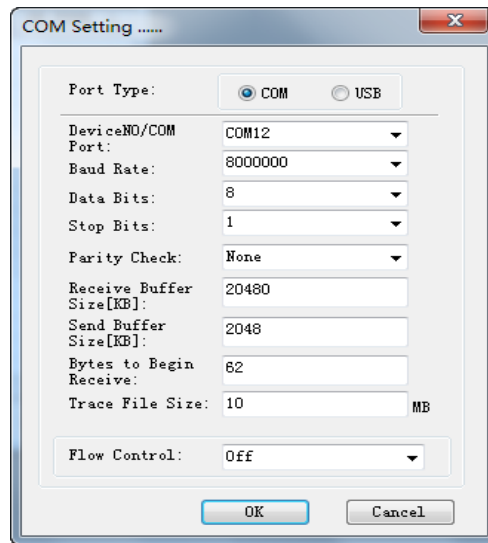 COM Setting ......
Port Type: COM USB
DeviceNO/COM
Port: COM12
Baud Rate: 8000000
Data Bits: 8
Stop Bits: 1
Parity Check: None
Receive Buffer
Size[KB]: 20480
Send Buffer
Size[KB]: 2048
Bytes to Begin
Receive: 62
Trace File Size: 10 MB
Flow Control: Off
OK Cancel